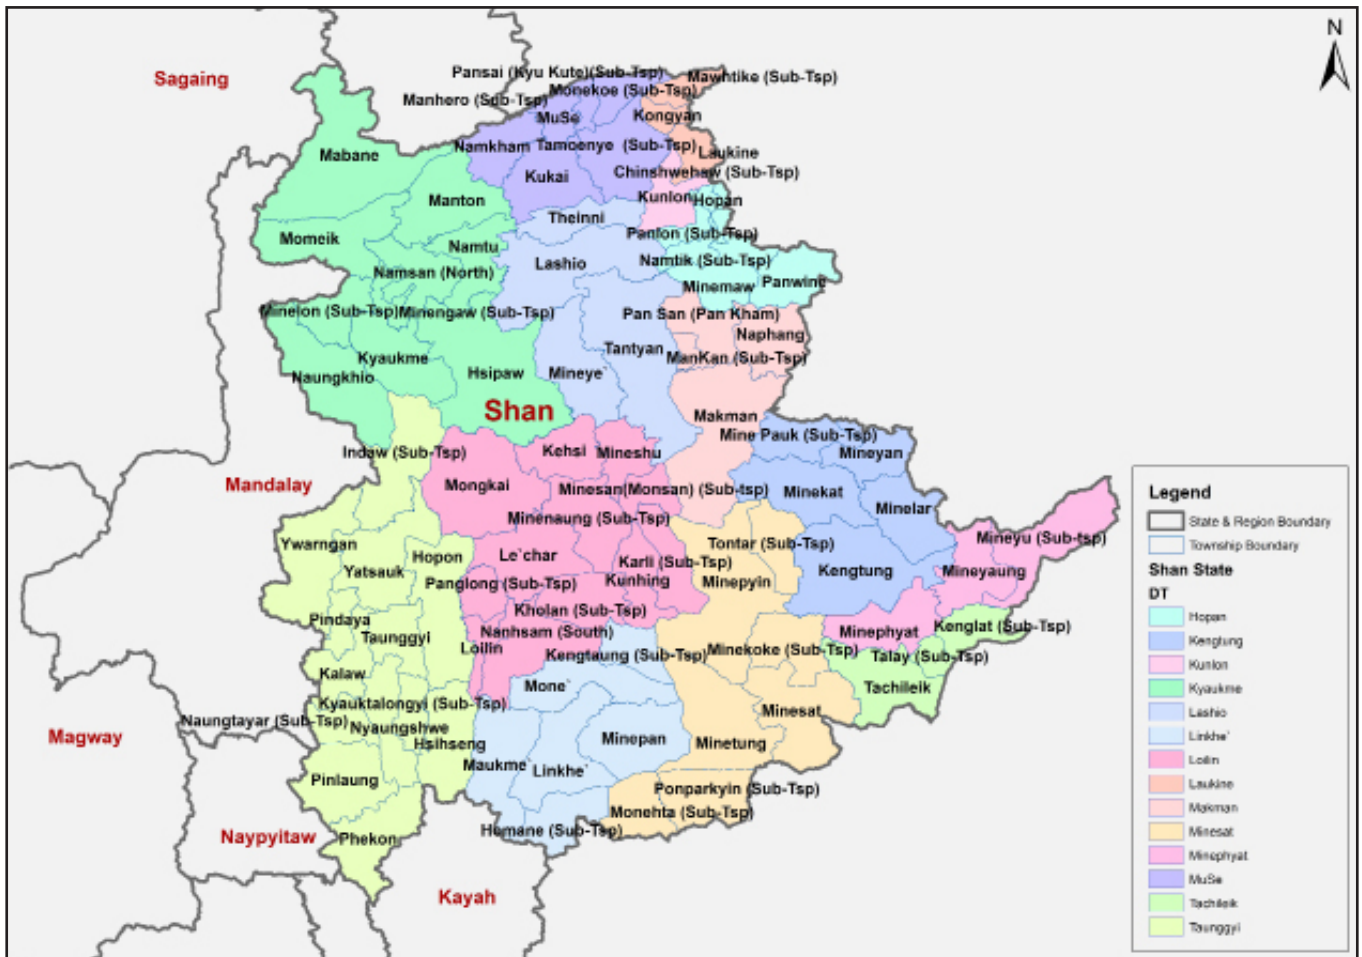 N
Sagaing
Pansai (Kyu Kute)(Sub-Tsp)
Mawhtike (Sub-Tsp)
Manhero (Sub-Tsp)
Monekoe (Sub-Tsp)
MuSe
Kongyan
Mabane
Namkham
Tamoenye (Sub-Tsp)
Laukine
Kukai
Chinshwehaw (Sub-Tsp)
Manton
Kunlon
Hopan
Theinni
Momeik
Namtu
Panlon (Sub-Tsp)
Lashio
Namtik (Sub-Tsp)
Namsan (North)
Minemaw
Panwine
Minelon (Sub-Tsp)
Minengaw (Sub-Tsp)
Pan San (Pan Kham)
Naphang
Tantyan
Kyaukme
ManKan (Sub-Tsp)
Naungkhio
Hsipaw
Mineye`
Shan
Makman
Mine Pauk (Sub-Tsp)
Indaw (Sub-Tsp)
Kehsi
Mineshu
Mineyan
Mandalay
Mongkai
Minesan(Monsan) (Sub-tsp)
Minekat
Minelar
Minenaung (Sub-Tsp)
Mineyu (Sub-tsp)
Ywarngan
Hopon
Le`char
Tontar (Sub-Tsp)
Yatsauk
Karli (Sub-Tsp)
Kengtung
Mineyaung
Panglong (Sub-Tsp)
Kunhing
Minepyin
Kholan (Sub-Tsp)
Pindaya
Taunggyi
Nanhsam (South)
Minephyat
Kenglat (Sub-Tsp)
Loilin
Kengtaung (Sub-Tsp)
Minekoke (Sub-Tsp)
Talay (Sub-Tsp)
Kalaw
Mone`
Tachileik
Kyauktalongyi (Sub-Tsp)
Minesat
Naungtayar (Sub-Tsp)
Nyaungshwe
Magway
Hsihseng
Minepan
Minetung
Maukme`
Linkhe`
Pinlaung
Ponparkyin (Sub-Tsp)
Monehta (Sub-Tsp)
Homane (Sub-Tsp)
Naypyitaw
Phekon
Kayah
Legend
State & Region Boundary
Township Boundary
Shan State
DT
Hopan
Kengtung
Kunlon
Kyaukme
Lashio
Linkhe`
Loilin
Laukine
Makman
Minesat
Minephyat
MuSe
Tachileik
Taunggyi